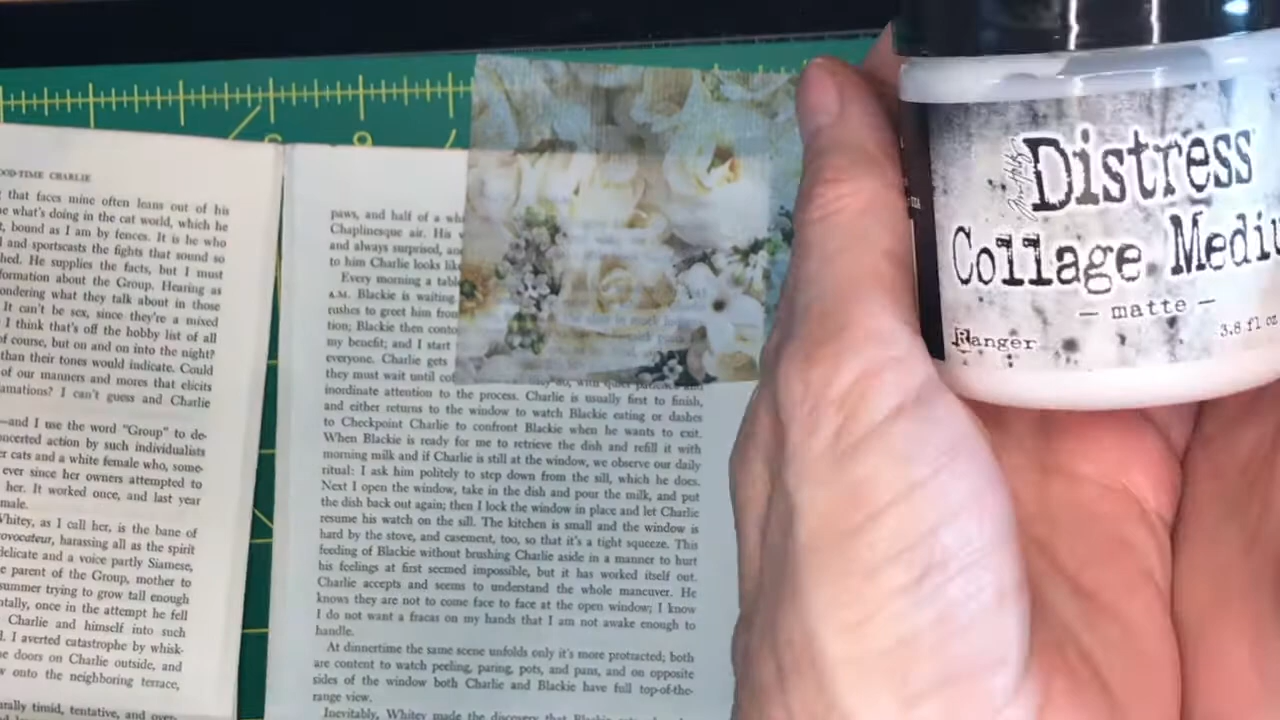 OOD-TIME CHARLIE
that faces mine often leans out of his
what's doing in the cat world, which he
bound as I am by fences. It is he who
and sportscasts the fights that sound so
hed. He supplies the facts, but I must
formation about the Group. Hearing as
ondering what they talk about in those
It can't be sex, since they're a mixed
I think that's off the hobby list of all
of course, but on and on into the night?
than their tones would indicate. Could
of our manners and mores that elicits
amations? I can't guess and Charlie
—and I use the word "Group" to de-
oncerted action by such individualists
er cats and a white female who, some-
ever since her owners attempted to
her. It worked once, and last year
male.
Whitey, as I call her, is the bane of
rovocateur, harassing all as the spirit
delicate and a voice partly Siamese,
e parent of the Group, mother to
summer trying to grow tall enough
ntally, once in the attempt he fell
Charlie and himself into such
I averted catastrophe by whisk-
e doors on Charlie outside, and
onto the neighboring terrace,
rally timid, tentative, and over-
paws, and half of a
Chaplinesque air. His
and always surprised,
to him Charlie looks
Every morning a
A.M. Blackie is waiting
rushes to greet him
tion; Blackie then
my benefit; and I start
everyone. Charlie gets
they must wait until
inordinate attention to the process. Charlie is usually first to finish,
and either returns to the window to watch Blackie eating or dashes
to Checkpoint Charlie to confront Blackie when he wants to exit.
When Blackie is ready for me to retrieve the dish and refill it with
morning milk and if Charlie is still at the window, we observe our daily
ritual: I ask him politely to step down from the sill, which he does.
Next I open the window, take in the dish and pour the milk, and put
the dish back out again; then I lock the window in place and let Charlie
resume his watch on the sill. The kitchen is small and the window is
hard by the stove, and casement, too, so that it's a tight squeeze. This
feeding of Blackie without brushing Charlie aside in a manner to hurt
his feelings at first seemed impossible, but it has worked itself out.
Charlie accepts and seems to understand the whole maneuver. He
knows they are not to come face to face at the open window; I know
I do not want a fracas on my hands that I am not awake enough to
handle.
At dinnertime the same scene unfolds only it's more protracted; both
are content to watch peeling, paring, pots, and pans, and on opposite
sides of the window both Charlie and Blackie have full top-of-the-
range view.
Inevitably, Whitey made the discovery that
Tim Holtz
Distress
Collage Mediu
— matte —
Ranger
3.8 fl oz